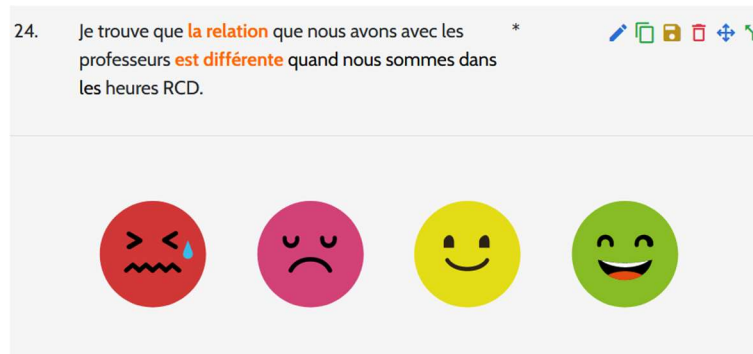 24. Je trouve que la relation que nous avons avec les *
professeurs est différente quand nous sommes dans
les heures RCD.